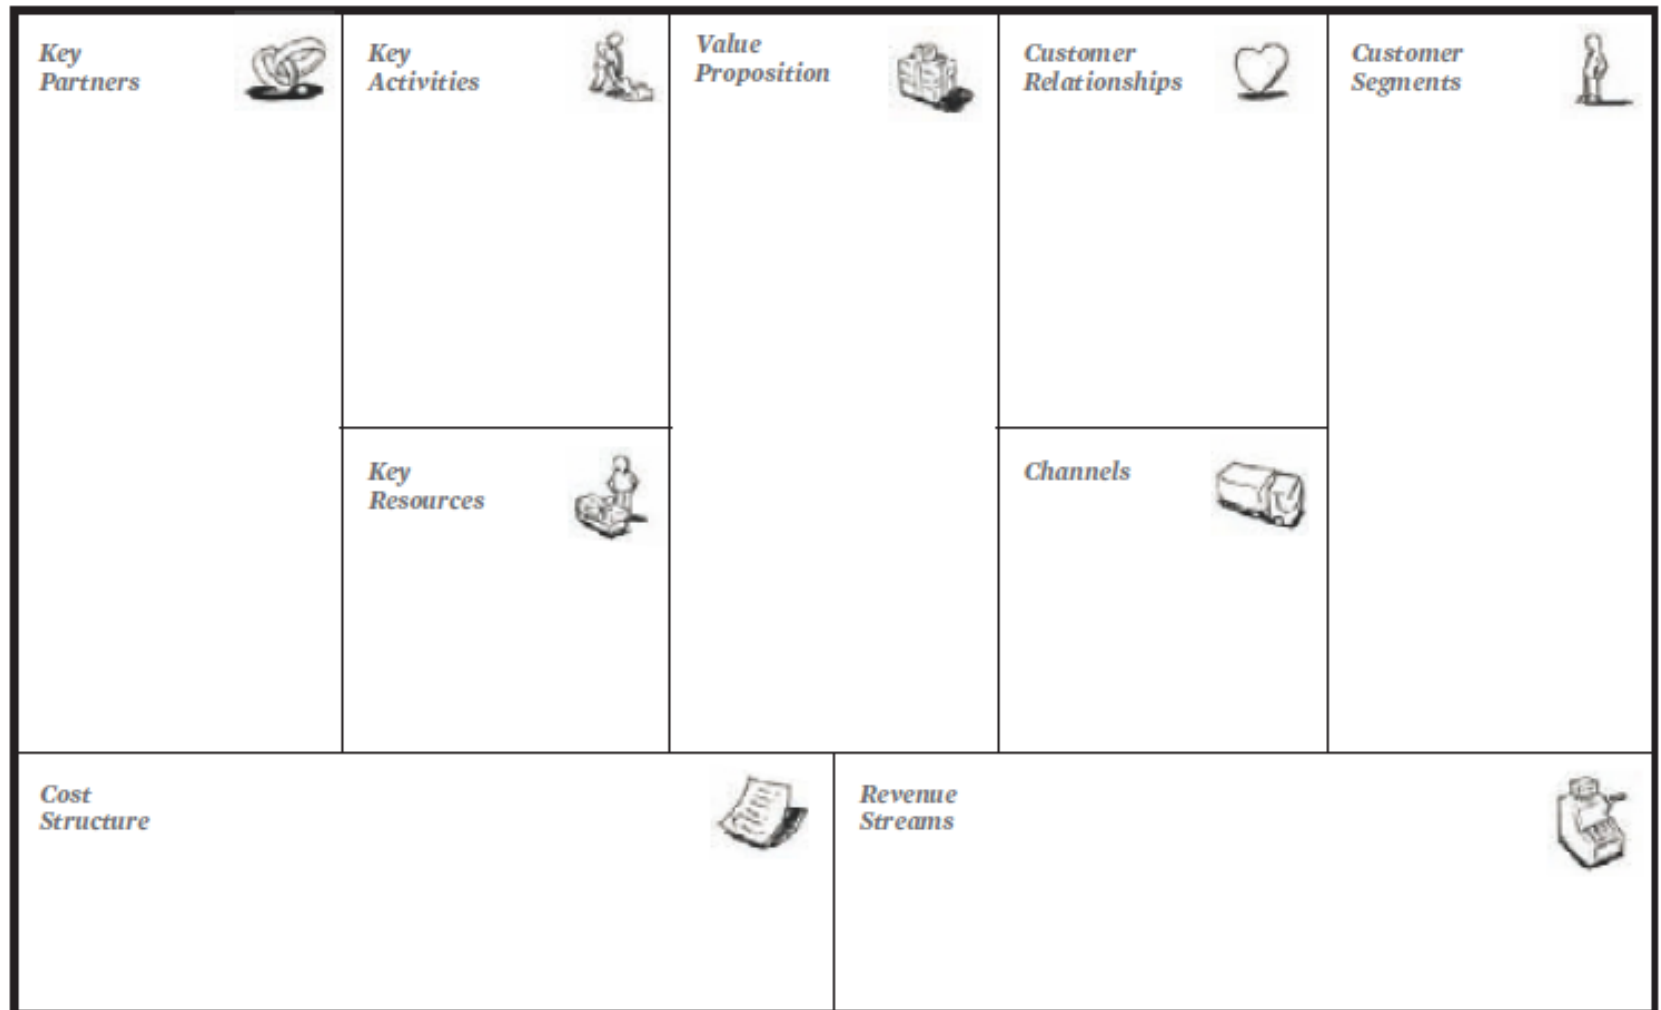 Key
Partners
Key
Activities
Value
Proposition
Customer
Relationships
Customer
Segments
Key
Resources
Channels
Cost
Structure
Revenue
Streams